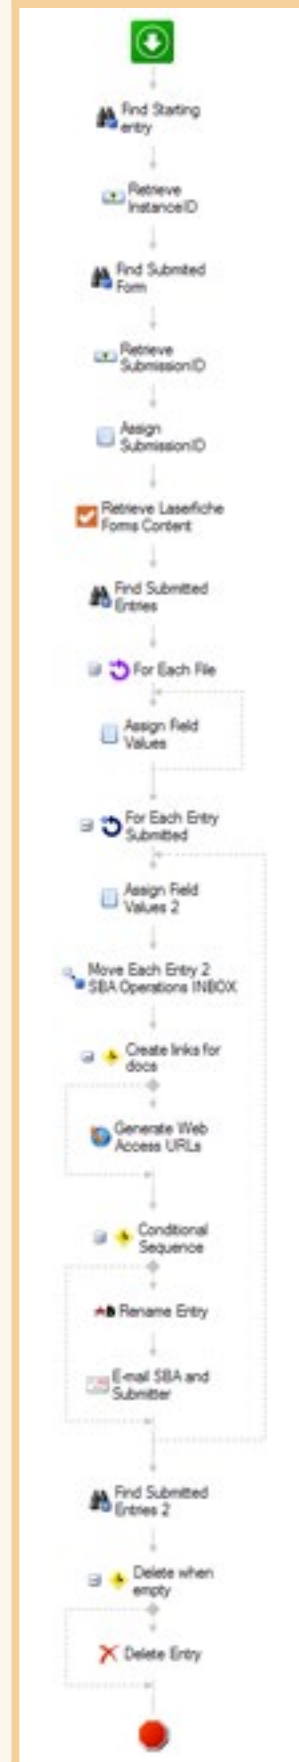 Find Starting
entry
Retrieve
InstanceID
Find Submitted
Form
Retrieve
SubmissionID
Assign
SubmissionID
Retrieve Laserfiche
Forms Content
Find Submitted
Entries
For Each File
Assign Field
Values
For Each Entry
Submitted
Assign Field
Values 2
Move Each Entry 2
SBA Operations INBOX
Create links for
docs
Generate Web
Access URLs
Conditional
Sequence
Rename Entry
E-mail SBA and
Submitter
Find Submitted
Entries 2
Delete when
empty
Delete Entry